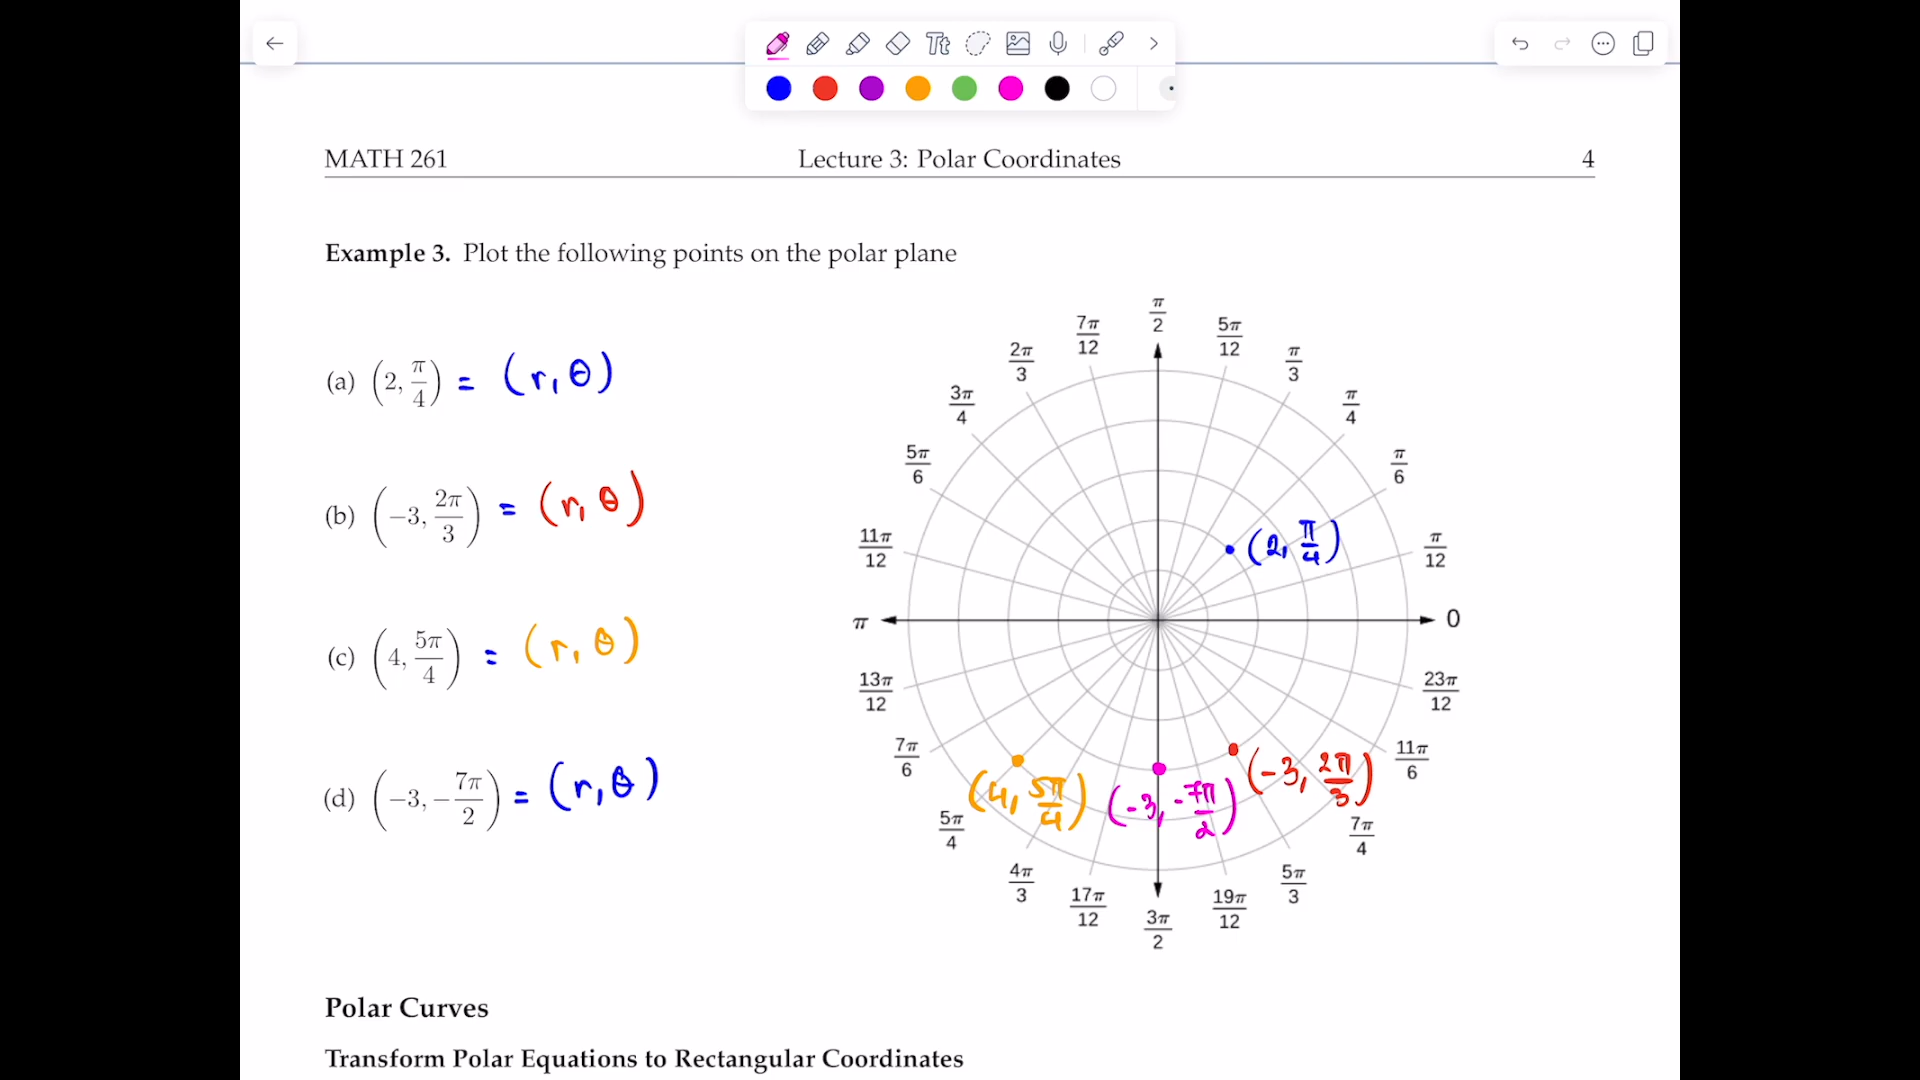 Tt
MATH 261 Lecture 3: Polar Coordinates 4
Example 3. Plot the following points on the polar plane
(a) (2, π/4) = (r, θ)
(b) (−3, 2π/3) = (r, θ)
(c) (4, 5π/4) = (r, θ)
(d) (−3, −7π/2) = (r, θ)
π/2
7π/12 5π/12
2π/3 π/3
3π/4 π/4
5π/6 π/6
(2, π/4)
11π/12 π/12
π 0
13π/12 23π/12
7π/6 11π/6
(4, 5π/4) (-3, -7π/2) (-3, 2π/3)
5π/4 7π/4
4π/3 5π/3
17π/12 19π/12
3π/2
Polar Curves
Transform Polar Equations to Rectangular Coordinates